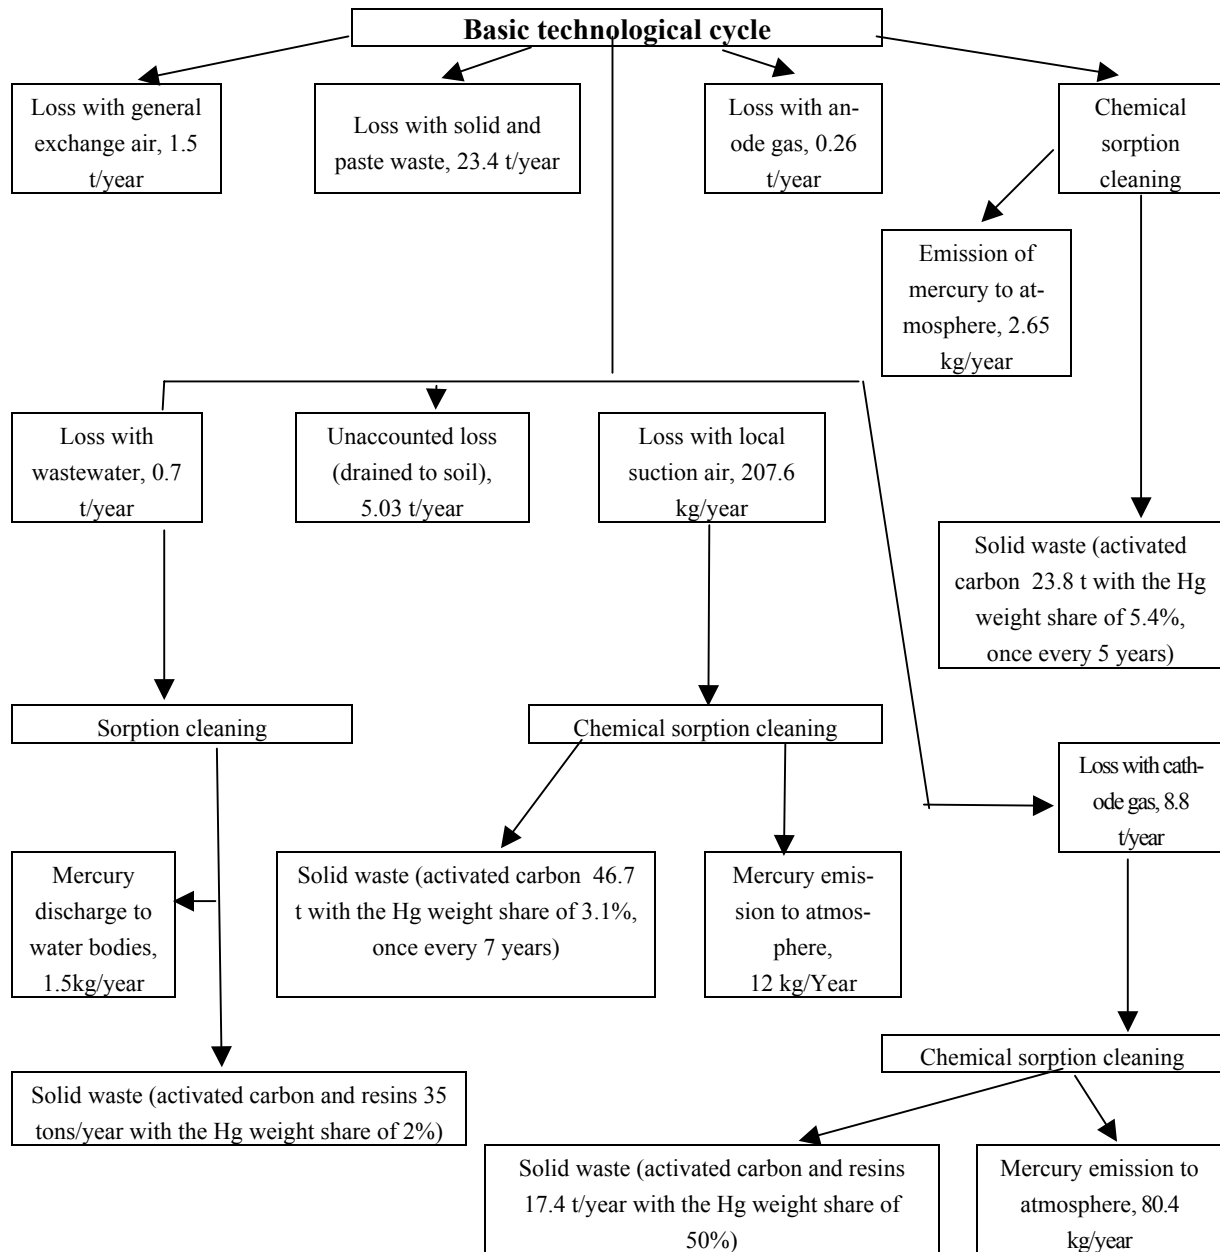 Basic technological cycle
Loss with general
exchange air, 1.5
t/year
Loss with solid and
paste waste, 23.4 t/year
Loss with an-
ode gas, 0.26
t/year
Chemical
sorption
cleaning
Emission of
mercury to at-
mosphere, 2.65
kg/year
Loss with
wastewater, 0.7
t/year
Unaccounted loss
(drained to soil),
5.03 t/year
Loss with local
suction air, 207.6
kg/year
Solid waste (activated
carbon 23.8 t with the Hg
weight share of 5.4%,
once every 5 years)
Sorption cleaning
Chemical sorption cleaning
Loss with cath-
ode gas, 8.8
t/year
Mercury
discharge to
water bodies,
1.5kg/year
Solid waste (activated carbon 46.7
t with the Hg weight share of 3.1%,
once every 7 years)
Mercury emis-
sion to atmos-
phere,
12 kg/Year
Chemical sorption cleaning
Solid waste (activated carbon and resins 35
tons/year with the Hg weight share of 2%)
Solid waste (activated carbon and resins
17.4 t/year with the Hg weight share of
50%)
Mercury emission to
atmosphere, 80.4
kg/year